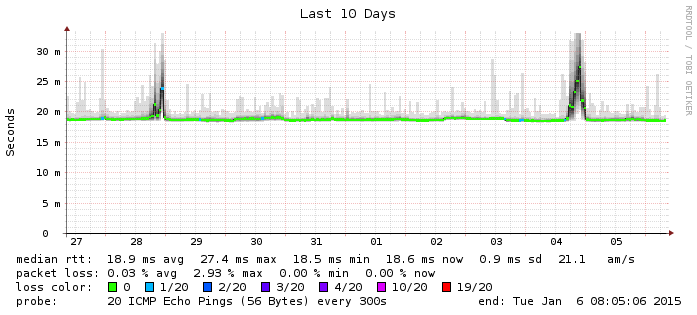 Last 10 Days
RRDTOOL / TOBI OETIKER
Seconds
30 m
25 m
20 m
15 m
10 m
5 m
0
27 28 29 30 31 01 02 03 04 05
median rtt: 18.9 ms avg 27.4 ms max 18.5 ms min 18.6 ms now 0.9 ms sd 21.1 am/s
packet loss: 0.03 % avg 2.93 % max 0.00 % min 0.00 % now
loss color: 0 1/20 2/20 3/20 4/20 10/20 19/20
probe: 20 ICMP Echo Pings (56 Bytes) every 300s end: Tue Jan 6 08:05:06 2015